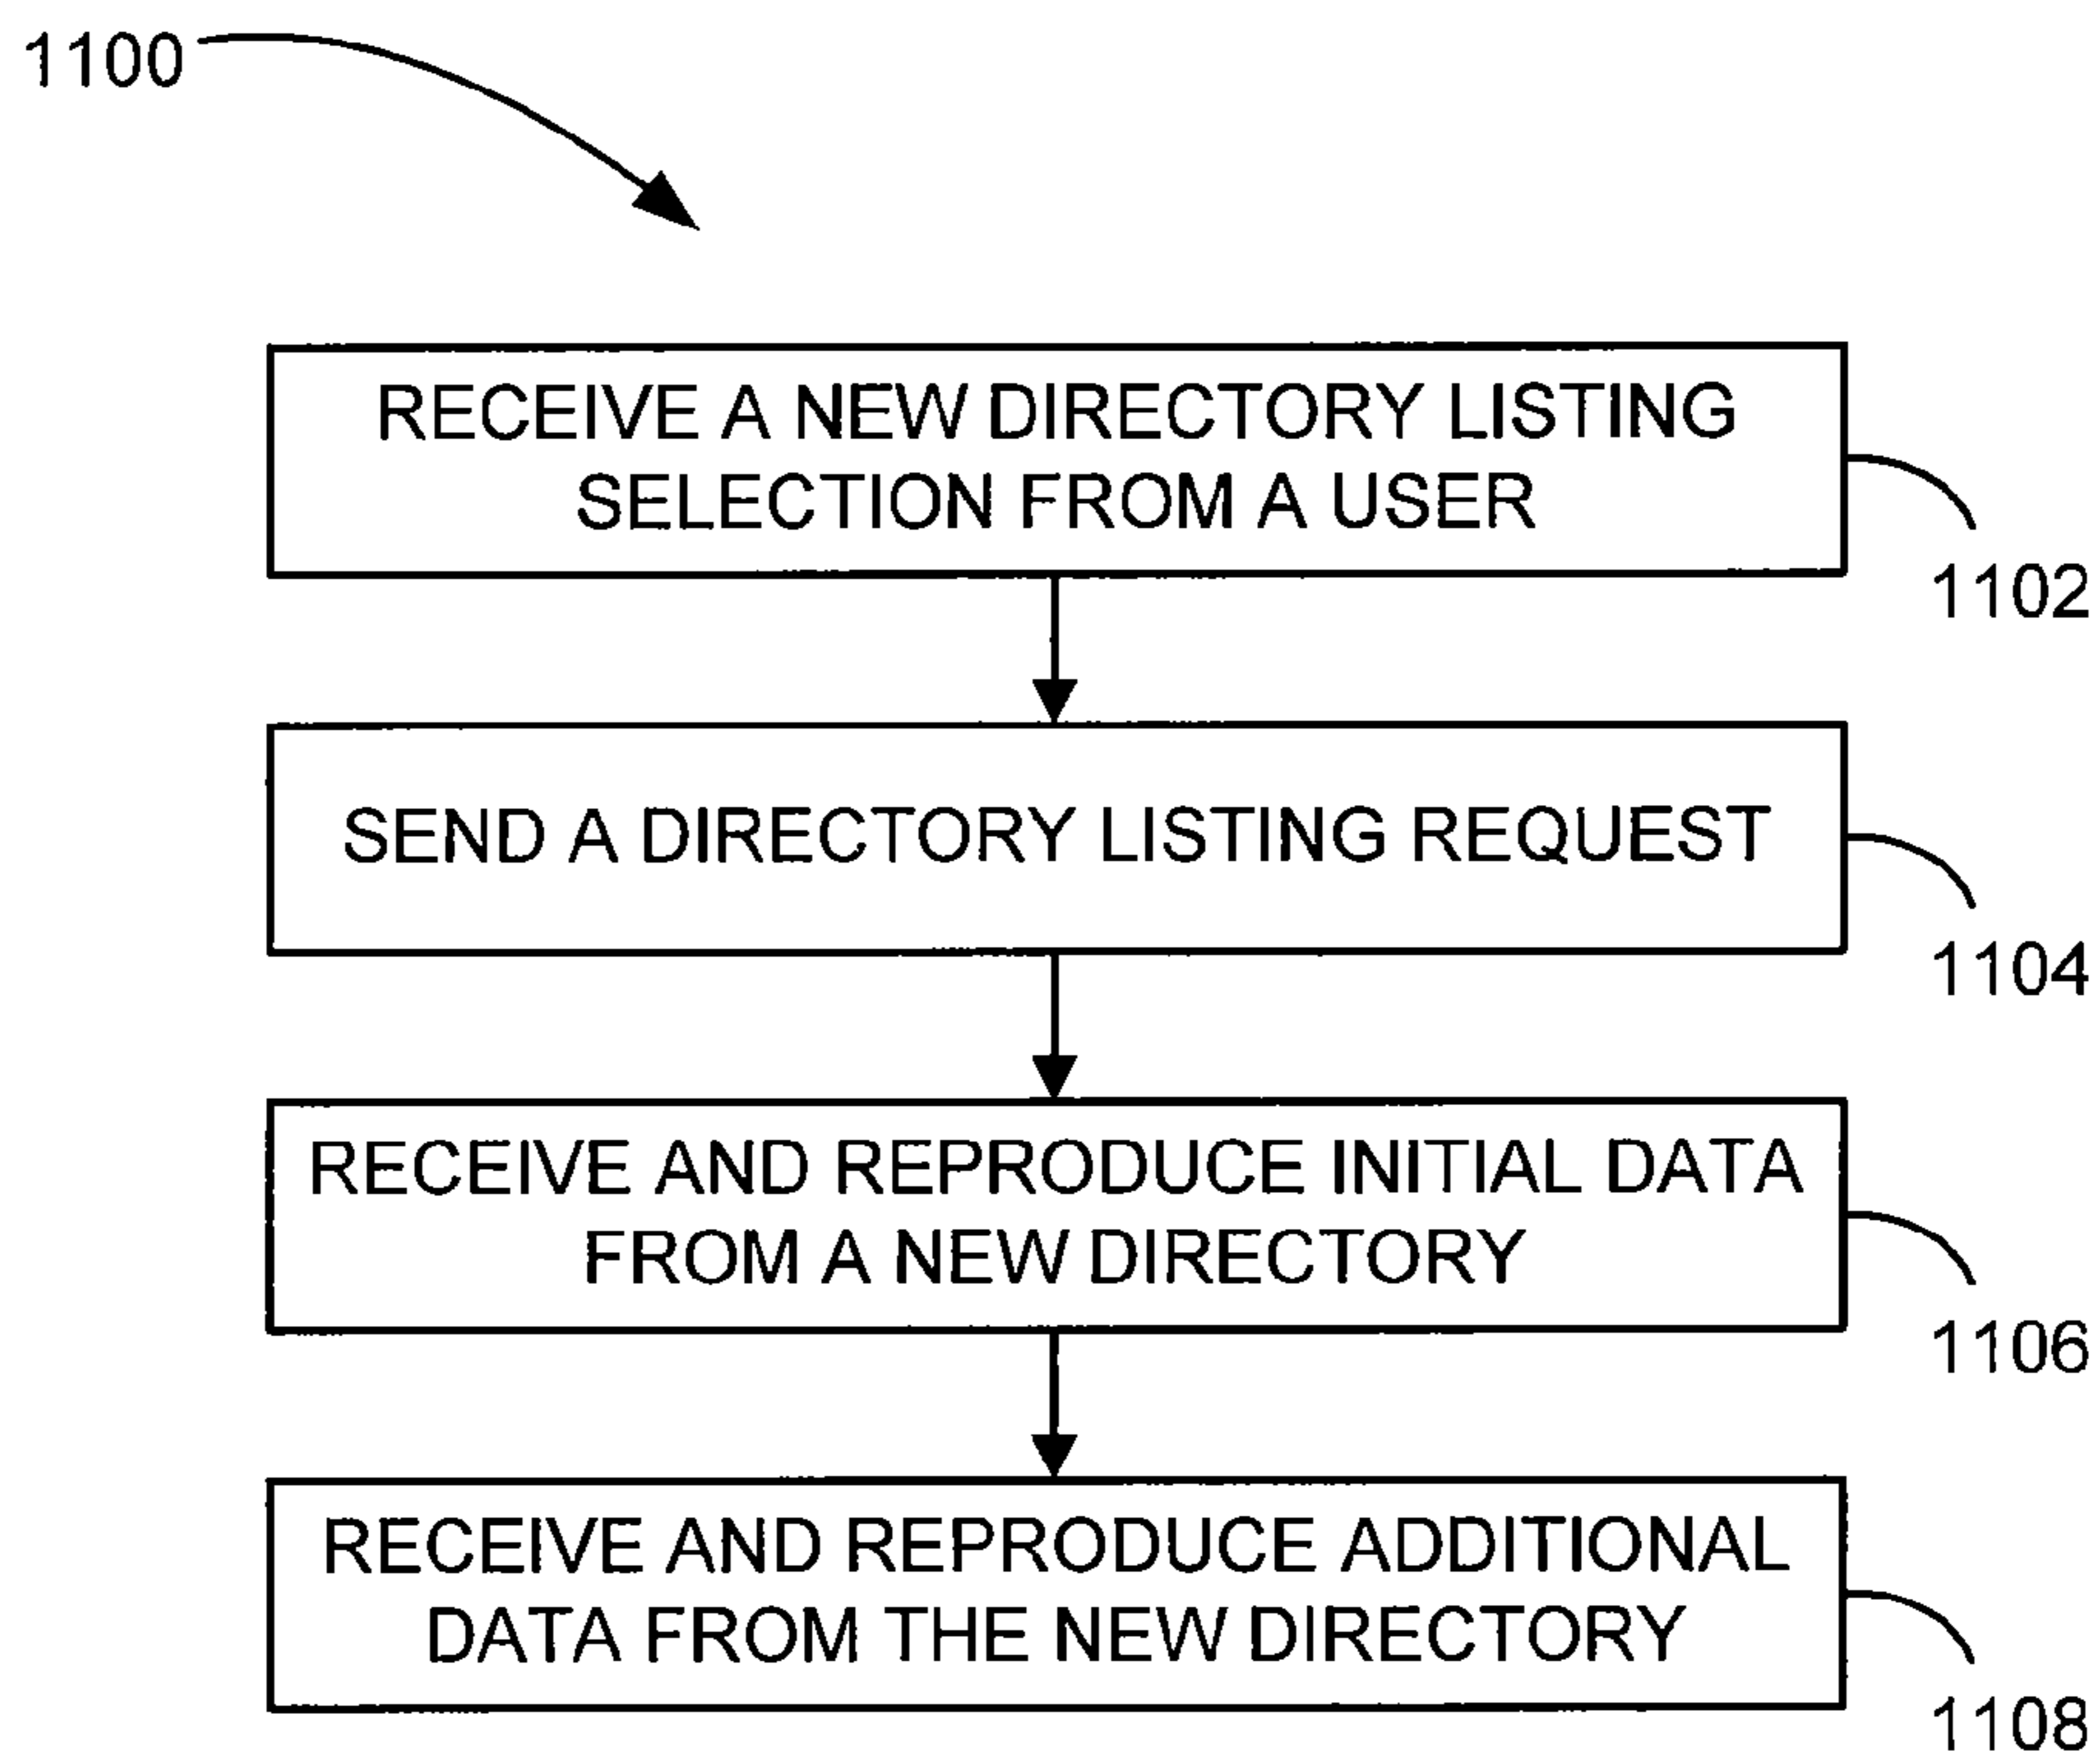 1100
RECEIVE A NEW DIRECTORY LISTING
SELECTION FROM A USER
1102
SEND A DIRECTORY LISTING REQUEST
1104
RECEIVE AND REPRODUCE INITIAL DATA
FROM A NEW DIRECTORY
1106
RECEIVE AND REPRODUCE ADDITIONAL
DATA FROM THE NEW DIRECTORY
1108